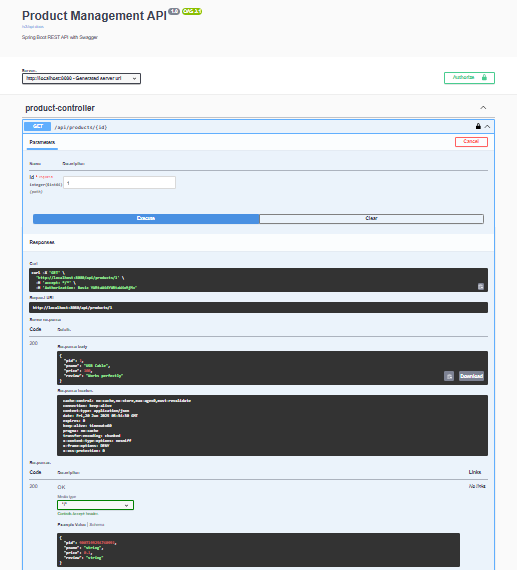 Product Management API 1.0 OAS 3.1
Spring Boot REST API with Swagger
Servers
http://localhost:8080 - Generated server url
Authorize
product-controller
GET /api/products/{id}
Parameters
Cancel
Name Description
id * required
integer($int64)
(path)
1
Execute Clear
Responses
Curl
curl -X 'GET' \
'http://localhost:8080/api/products/1' \
-H 'accept: */*' \
-H 'Authorization: Basic
Request URL
http://localhost:8080/api/products/1
Server response
Code Details
200
Response body
{
"pid": 1,
"pname": "USB Cable",
"price":
"review": "Works perfectly"
}
Download
Response headers
cache-control: no-cache,no-store,max-age=0,must-revalidate
connection: keep-alive
content-type: application/json
date: Fri,20 Jun 2025 GMT
expires: 0
keep-alive: timeout=60
pragma: no-cache
transfer-encoding: chunked
x-content-type-options: nosniff
x-frame-options: DENY
x-xss-protection: 0
Responses
Code Description Links
200 OK No links
Media type
*/*
Controls Accept header.
Example Value | Schema
{
"pid":
"pname": "string",
"price": 0.1,
"review": "string"
}